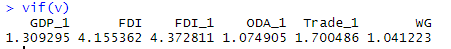 > vif(v)
GDP_1 FDI FDI_1 ODA_1 Trade_1 WG
1.309295 4.155362 4.372811 1.074905 1.700486 1.041223